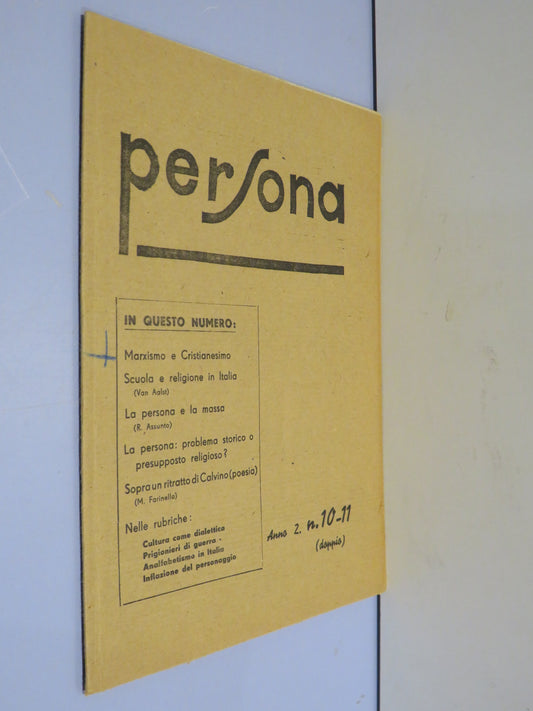 persona
IN QUESTO NUMERO:
Marxismo e Cristianesimo
Scuola e religione in Italia
(Van Aalst)
La persona e la massa
(R. Assunto)
La persona: problema storico o
presupposto religioso?
Sopra un ritratto di Calvino (poesia)
(M. Farinella)
Nelle rubriche:
Cultura come dialettica
Prigionieri di guerra -
Analfabetismo in Italia
Inflazione del personaggio
Anno 2. n. 10-11
(doppio)